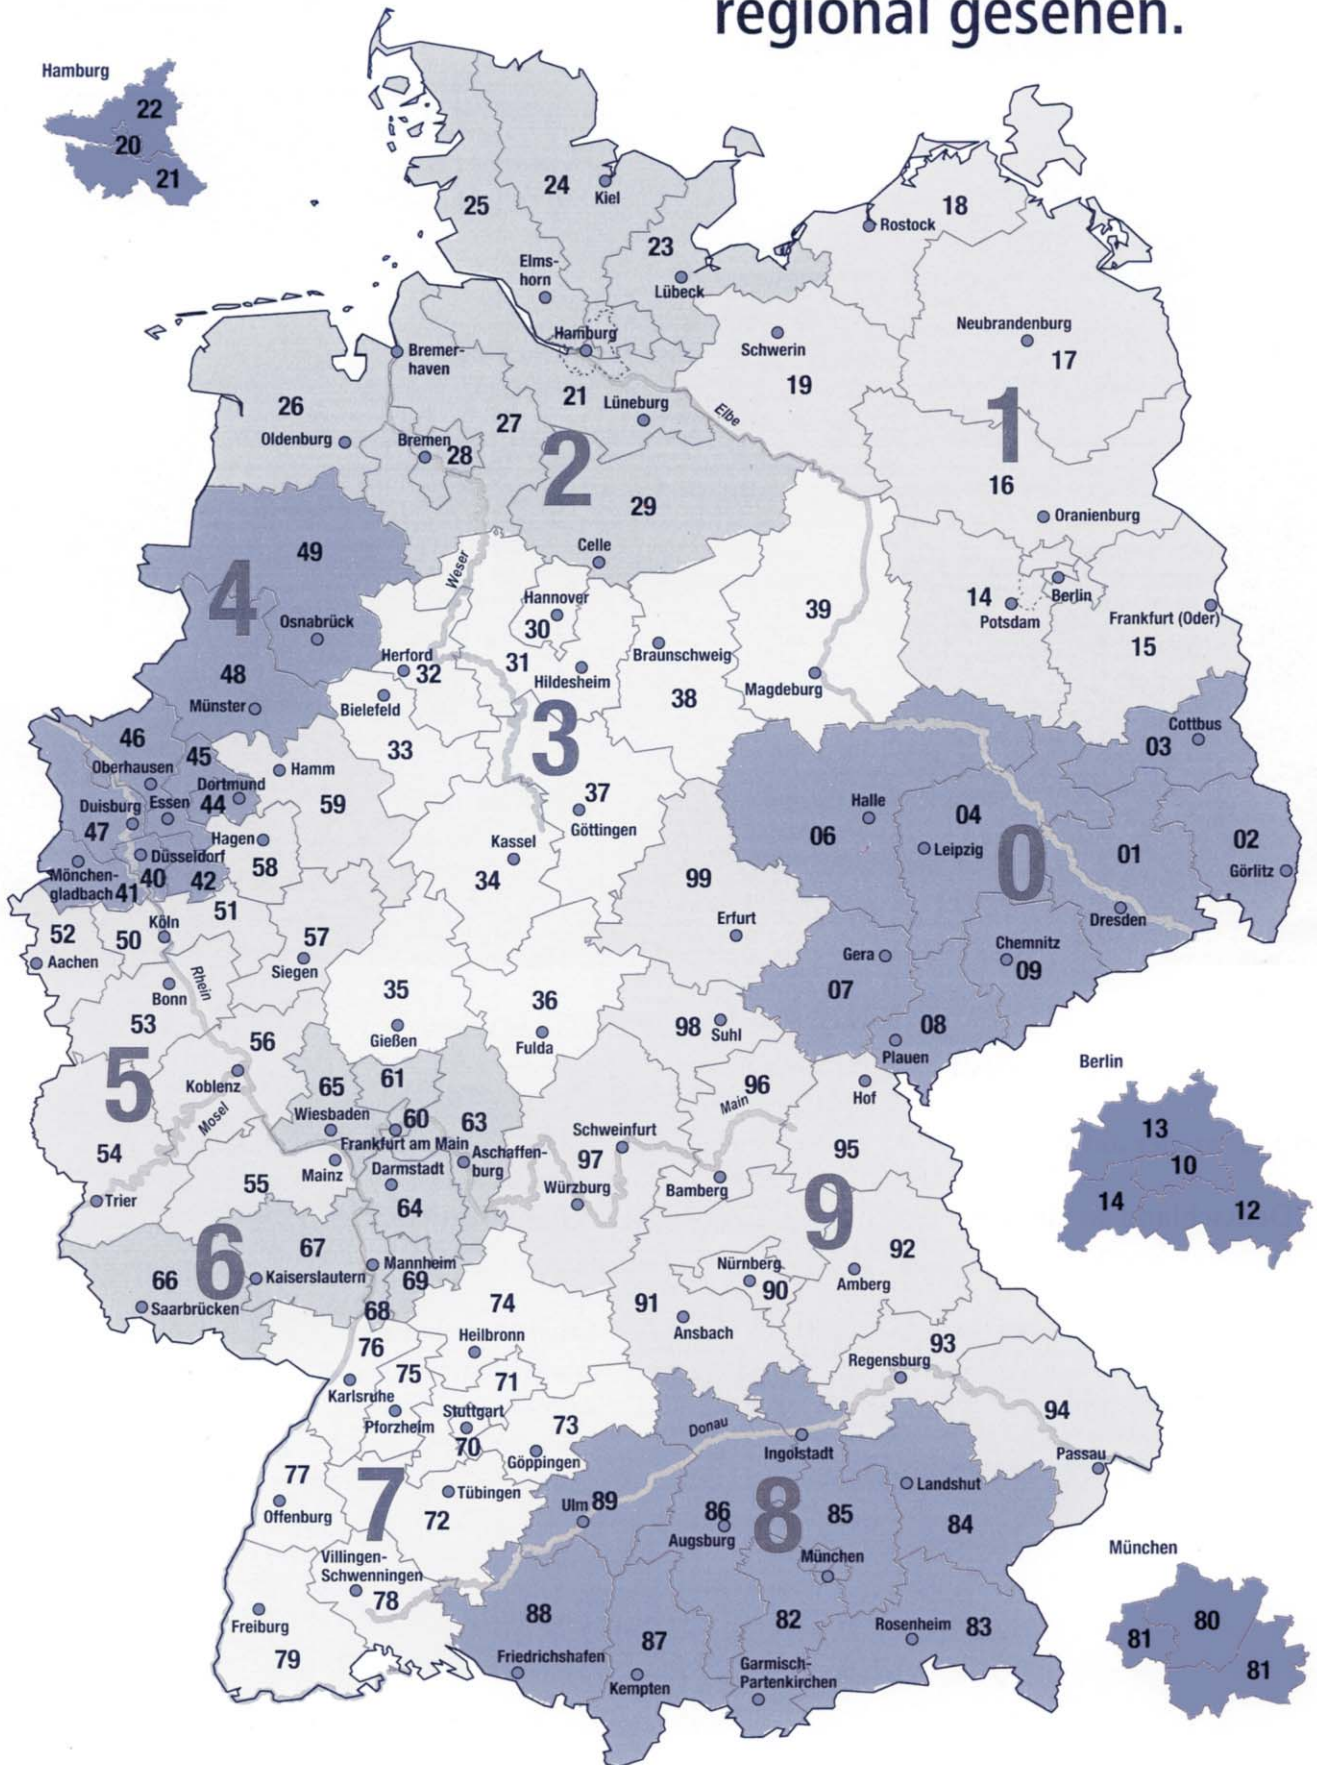 regional gesehen.
Hamburg
22
20
21
24
Kiel
25
23
Elms-
horn
Lübeck
18
Rostock
Hamburg
Neubrandenburg
17
Schwerin
19
Bremer-
haven
26
Oldenburg
21
Lüneburg
Elbe
27
Bremen
28
2
1
29
16
Oranienburg
Celle
49
4
Weser
Hannover
30
39
14
Potsdam
Berlin
Frankfurt (Oder)
15
Osnabrück
Herford
32
31
Hildesheim
Braunschweig
38
Magdeburg
48
Münster
Bielefeld
3
33
Cottbus
03
46
Oberhausen
45
Hamm
Dortmund
44
59
Duisburg
Essen
47
37
Göttingen
Halle
06
04
Leipzig
0
01
02
Görlitz
Hagen
58
Düsseldorf
Mönchen-
gladbach
41
40
42
Kassel
34
99
Erfurt
Dresden
51
52
50
Köln
Aachen
57
Siegen
Gera
Chemnitz
09
Rhein
Bonn
35
Gießen
36
Fulda
98
Suhl
07
08
Plauen
53
56
5
Koblenz
Mosel
65
Wiesbaden
61
60
Frankfurt am Main
63
Aschaffen-
burg
96
Main
Hof
Berlin
13
10
14
12
54
Trier
55
Mainz
Darmstadt
64
Schweinfurt
97
Würzburg
Bamberg
95
9
6
67
Kaiserslautern
Mannheim
69
68
66
Saarbrücken
Nürnberg
90
92
Amberg
74
Heilbronn
91
Ansbach
76
Karlsruhe
75
Pforzheim
71
Stuttgart
70
73
Göppingen
93
Regensburg
94
Passau
Donau
Ingolstadt
77
Offenburg
7
Tübingen
72
Ulm
89
86
Augsburg
8
85
Landshut
84
München
Villingen-
Schwenningen
78
Freiburg
79
88
Friedrichshafen
87
Kempten
82
Garmisch-
Partenkirchen
Rosenheim
83
München
81
80
81